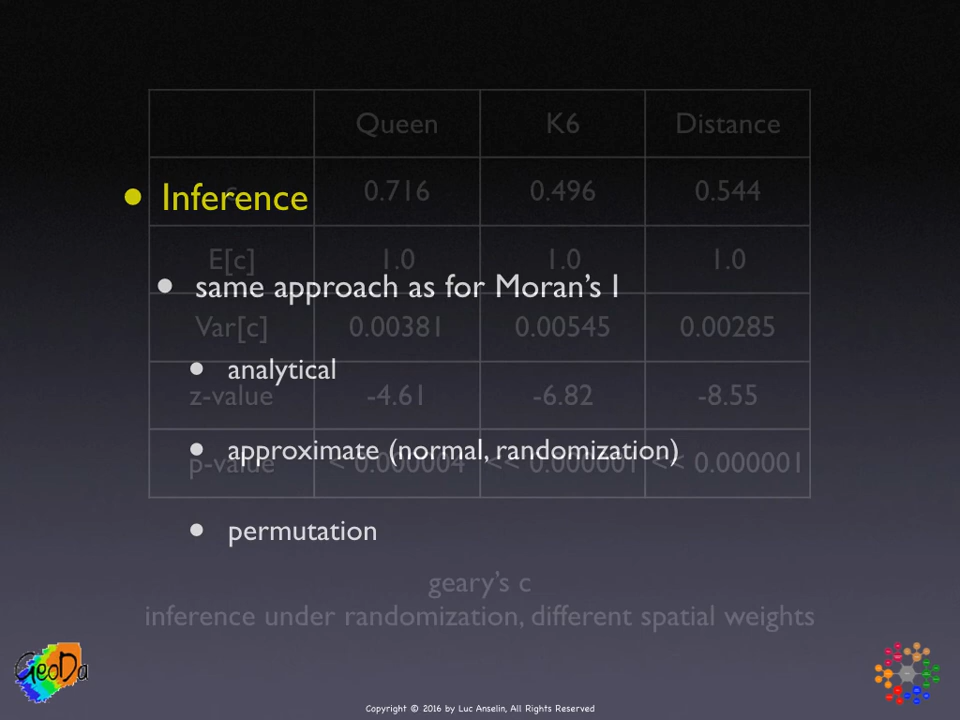 Queen K6 Distance
c 0.716 0.496 0.544
• Inference
E[c] 1.0 1.0 1.0
• same approach as for Moran’s I
Var[c] 0.00381 0.00545 0.00285
• analytical
z-value -4.61 -6.82 -8.55
• approximate (normal, randomization)
p-value < 0.000004 << 0.000001 << 0.000001
• permutation
geary’s c
inference under randomization, different spatial weights
GeoDa
Copyright © 2016 by Luc Anselin, All Rights Reserved